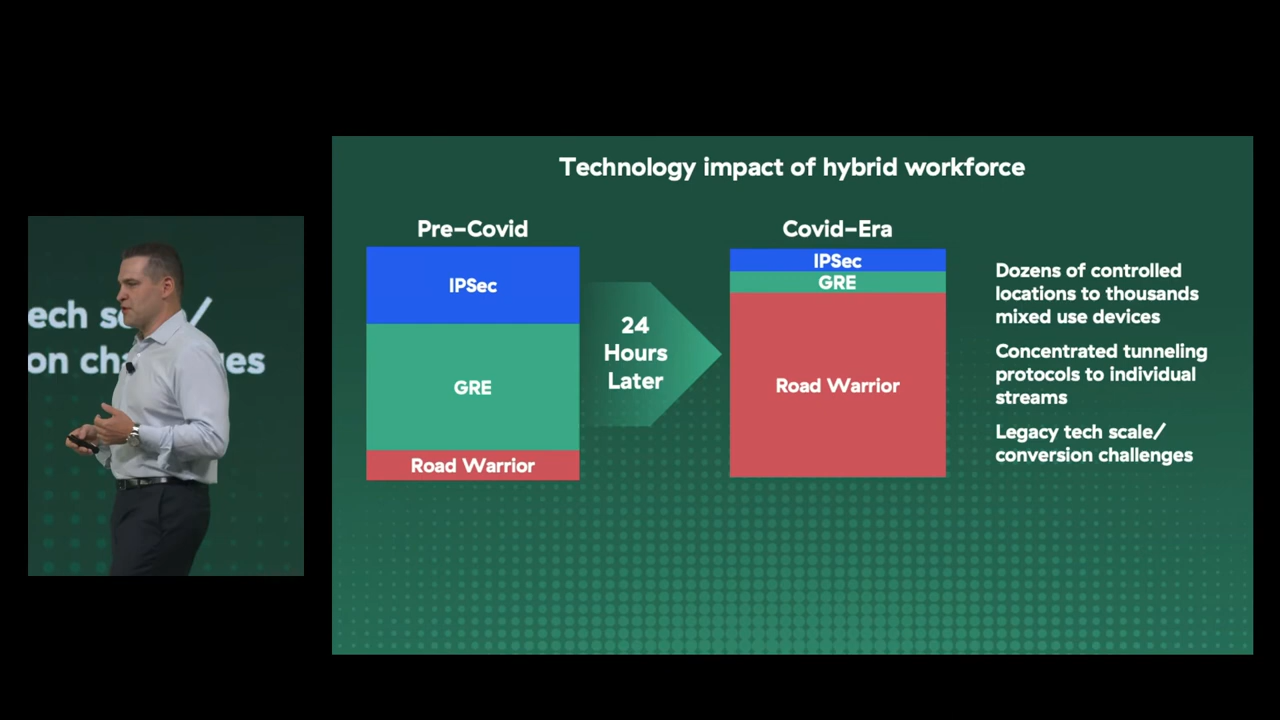 Technology impact of hybrid workforce
Pre-Covid
IPSec
GRE
Road Warrior
24
Hours
Later
Covid-Era
IPSec
GRE
Road Warrior
Dozens of controlled
locations to thousands
mixed use devices
Concentrated tunneling
protocols to individual
streams
Legacy tech scale/
conversion challenges